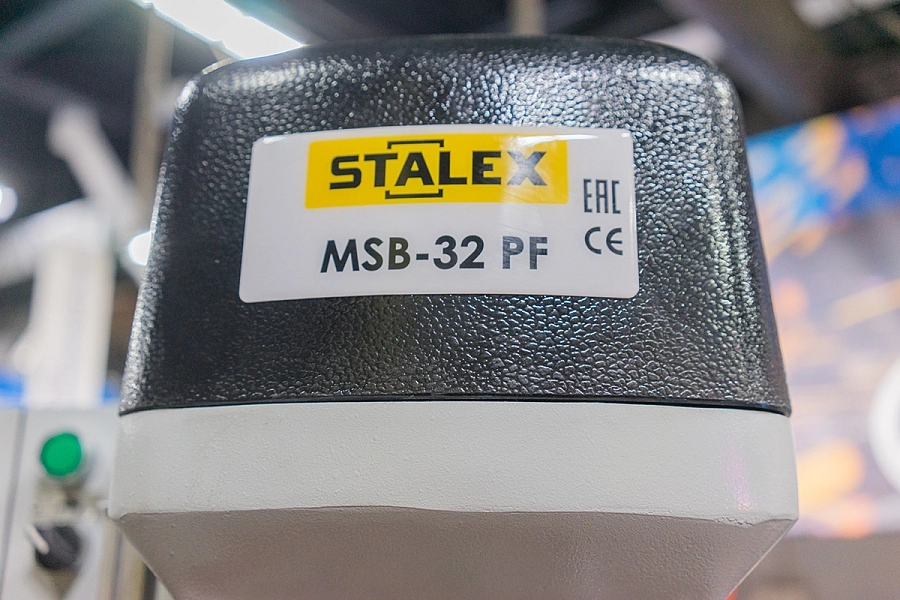 STALEX
MSB-32 PF
EAC
CE